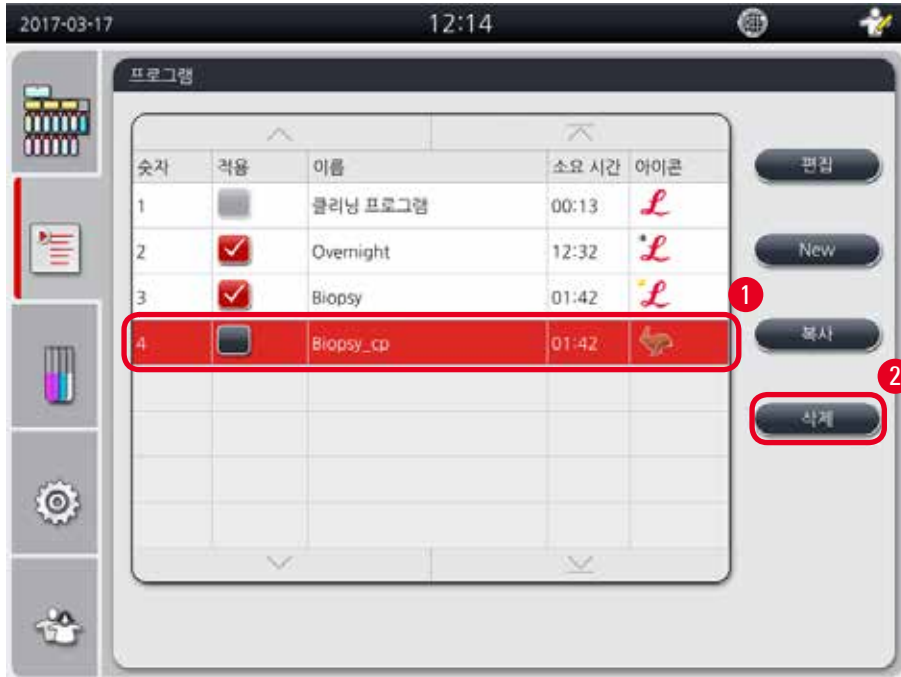 2017-03-17 12:14
프로그램
숫자 적용 이름 소요 시간 아이콘
1 클리닝 프로그램 00:13 L
2 Overnight 12:32 L
3 Biopsy 01:42 L
4 Biopsy_cp 01:42
편집
New
1
복사
2
삭제